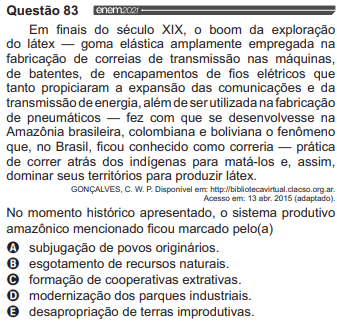 Questão 83 enem2021
Em finais do século XIX, o boom da exploração
do látex — goma elástica amplamente empregada na
fabricação de correias de transmissão nas máquinas,
de batentes, de encapamentos de fios elétricos que
tanto propiciaram a expansão das comunicações e da
transmissão de energia, além de ser utilizada na fabricação
de pneumáticos — fez com que se desenvolvesse na
Amazônia brasileira, colombiana e boliviana o fenômeno
que, no Brasil, ficou conhecido como correria — prática
de correr atrás dos indígenas para matá-los e, assim,
dominar seus territórios para produzir látex.
GONÇALVES, C. W. P. Disponível em: http://bibliotecavirtual.clacso.org.ar.
Acesso em: 13 abr. 2015 (adaptado).
No momento histórico apresentado, o sistema produtivo
amazônico mencionado ficou marcado pelo(a)
A subjugação de povos originários.
B esgotamento de recursos naturais.
C formação de cooperativas extrativas.
D modernização dos parques industriais.
E desapropriação de terras improdutivas.